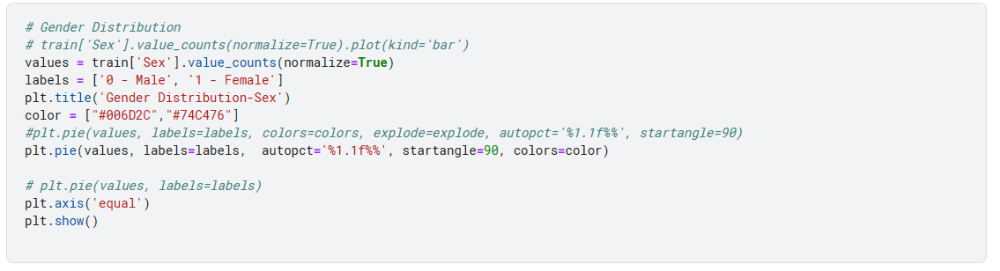 # Gender Distribution
# train['Sex'].value_counts(normalize=True).plot(kind='bar')
values = train['Sex'].value_counts(normalize=True)
labels = ['0 - Male', '1 - Female']
plt.title('Gender Distribution-Sex')
color = ["#006D2C","#74C476"]
#plt.pie(values, labels=labels, colors=colors, explode=explode, autopct='%1.1f%%', startangle=90)
plt.pie(values, labels=labels,  autopct='%1.1f%%', startangle=90, colors=color)
# plt.pie(values, labels=labels)
plt.axis('equal')
plt.show()